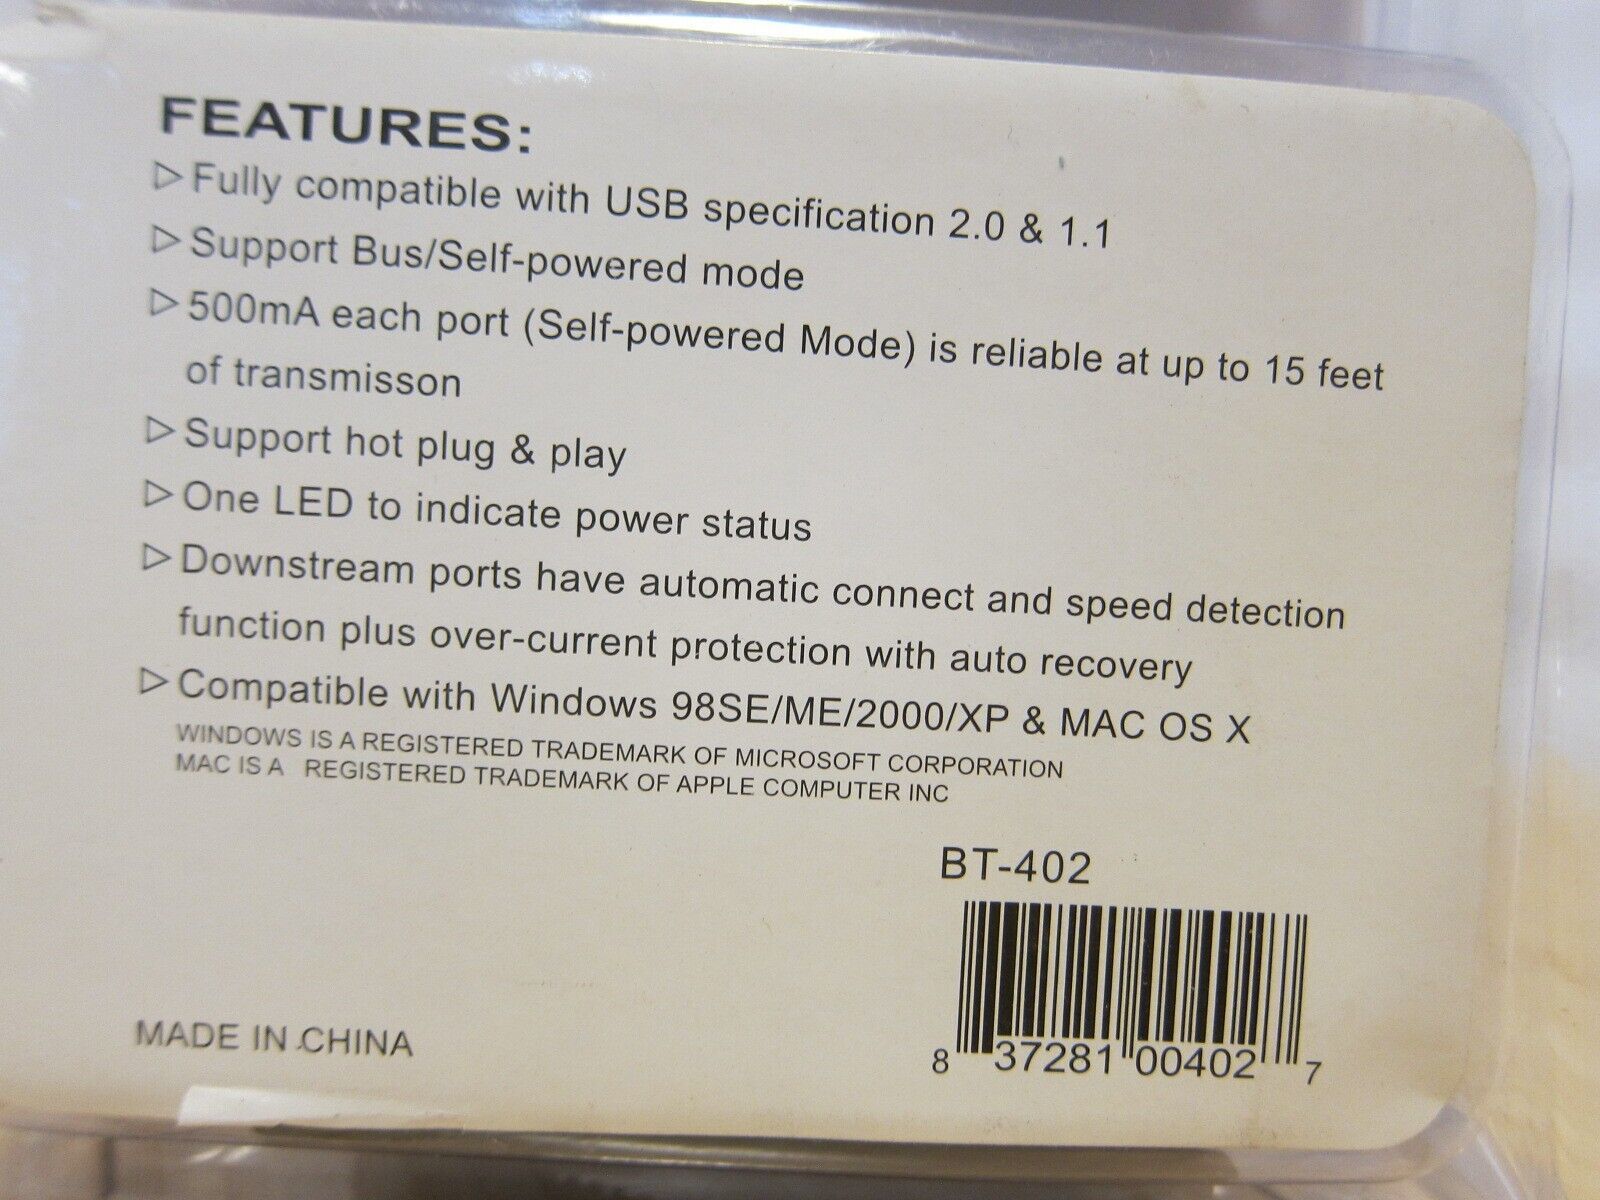 FEATURES:
▷Fully compatible with USB specification 2.0 & 1.1
▷Support Bus/Self-powered mode
▷500mA each port (Self-powered Mode) is reliable at up to 15 feet
of transmisson
▷Support hot plug & play
▷One LED to indicate power status
▷Downstream ports have automatic connect and speed detection
function plus over-current protection with auto recovery
▷Compatible with Windows 98SE/ME/2000/XP & MAC OS X
WINDOWS IS A REGISTERED TRADEMARK OF MICROSOFT CORPORATION
MAC IS A REGISTERED TRADEMARK OF APPLE COMPUTER INC
BT-402
8 37281 00402 7
MADE IN CHINA